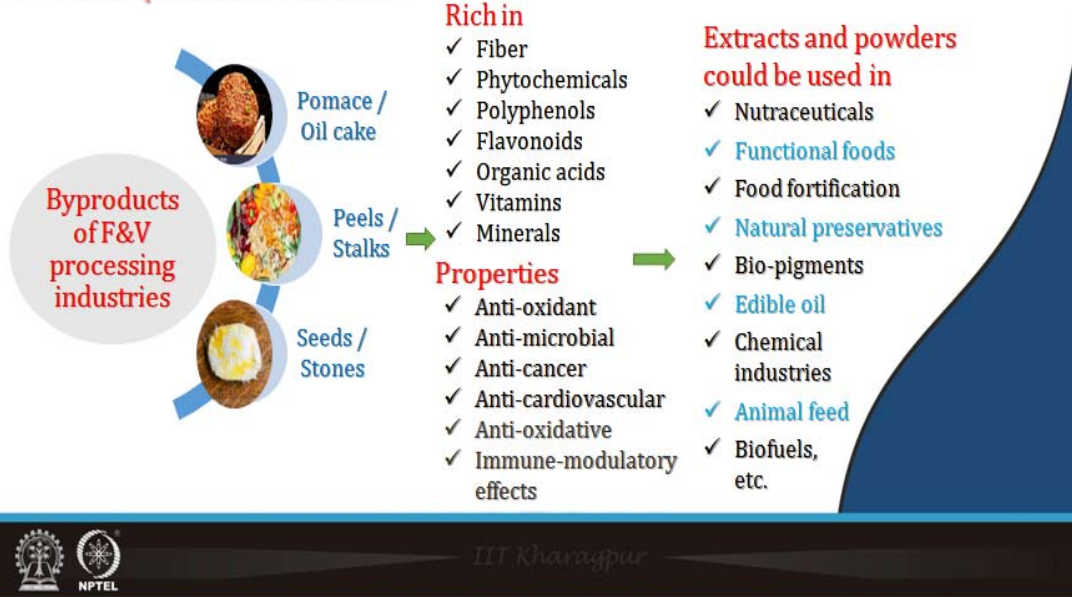 Byproducts
of F&V
processing
industries
Pomace /
Oil cake
Peels /
Stalks
Seeds /
Stones
Rich in
✓ Fiber
✓ Phytochemicals
✓ Polyphenols
✓ Flavonoids
✓ Organic acids
✓ Vitamins
✓ Minerals
Properties
✓ Anti-oxidant
✓ Anti-microbial
✓ Anti-cancer
✓ Anti-cardiovascular
✓ Anti-oxidative
✓ Immune-modulatory
effects
Extracts and powders
could be used in
✓ Nutraceuticals
✓ Functional foods
✓ Food fortification
✓ Natural preservatives
✓ Bio-pigments
✓ Edible oil
✓ Chemical
industries
✓ Animal feed
✓ Biofuels,
etc.
NPTEL
IIT Kharagpur